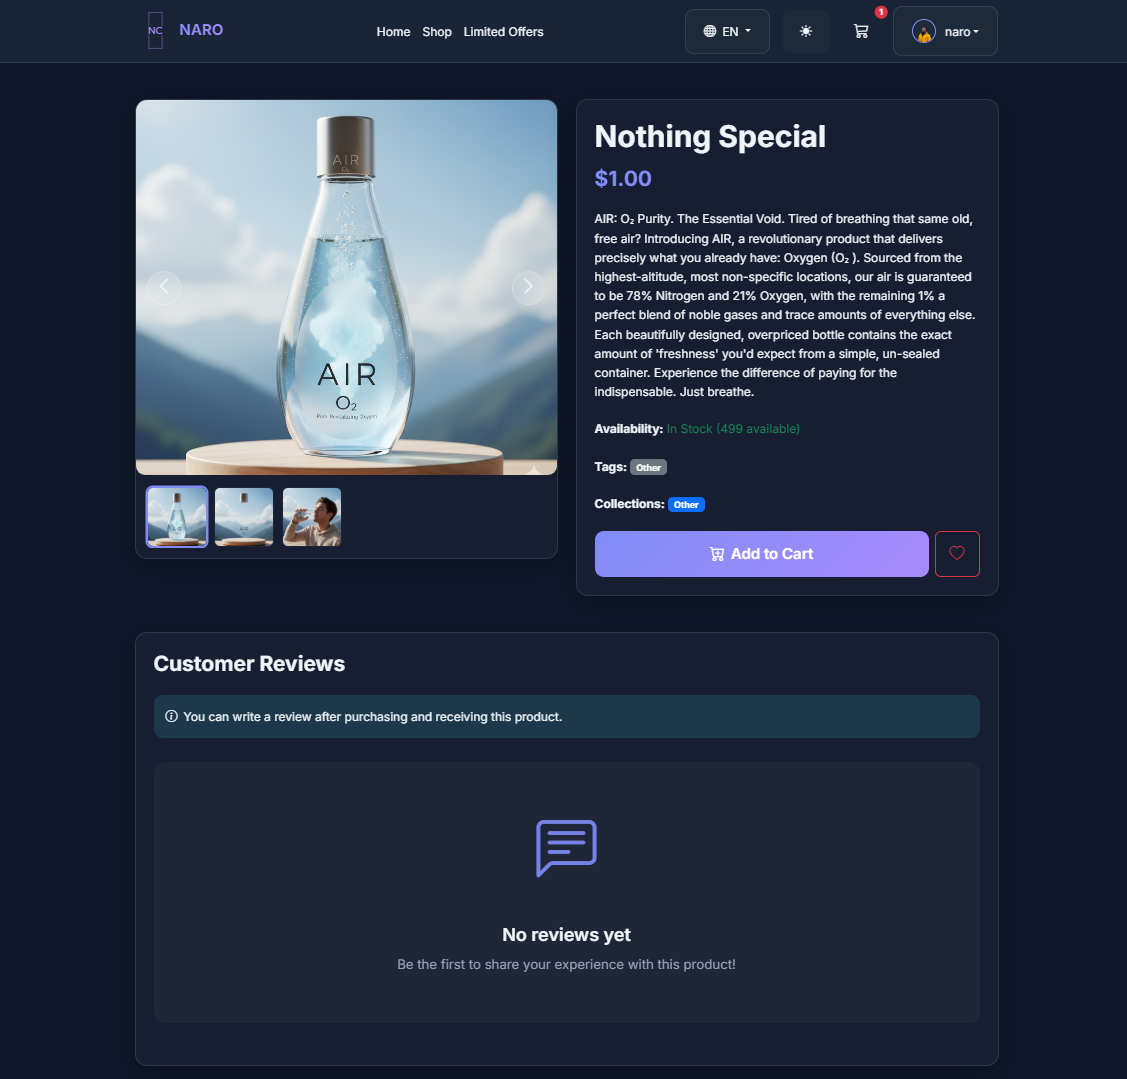 NC
NARO
Home Shop Limited Offers
EN
1
naro
AIR
O₂
AIR
O₂
Pure Revitalizing Oxygen
Nothing Special
$1.00
AIR: O₂ Purity. The Essential Void. Tired of breathing that same old,
free air? Introducing AIR, a revolutionary product that delivers
precisely what you already have: Oxygen (O₂ ). Sourced from the
highest-altitude, most non-specific locations, our air is guaranteed
to be 78% Nitrogen and 21% Oxygen, with the remaining 1% a
perfect blend of noble gases and trace amounts of everything else.
Each beautifully designed, overpriced bottle contains the exact
amount of 'freshness' you'd expect from a simple, un-sealed
container. Experience the difference of paying for the
indispensable. Just breathe.
Availability: In Stock (499 available)
Tags: Other
Collections: Other
Add to Cart
Customer Reviews
You can write a review after purchasing and receiving this product.
No reviews yet
Be the first to share your experience with this product!